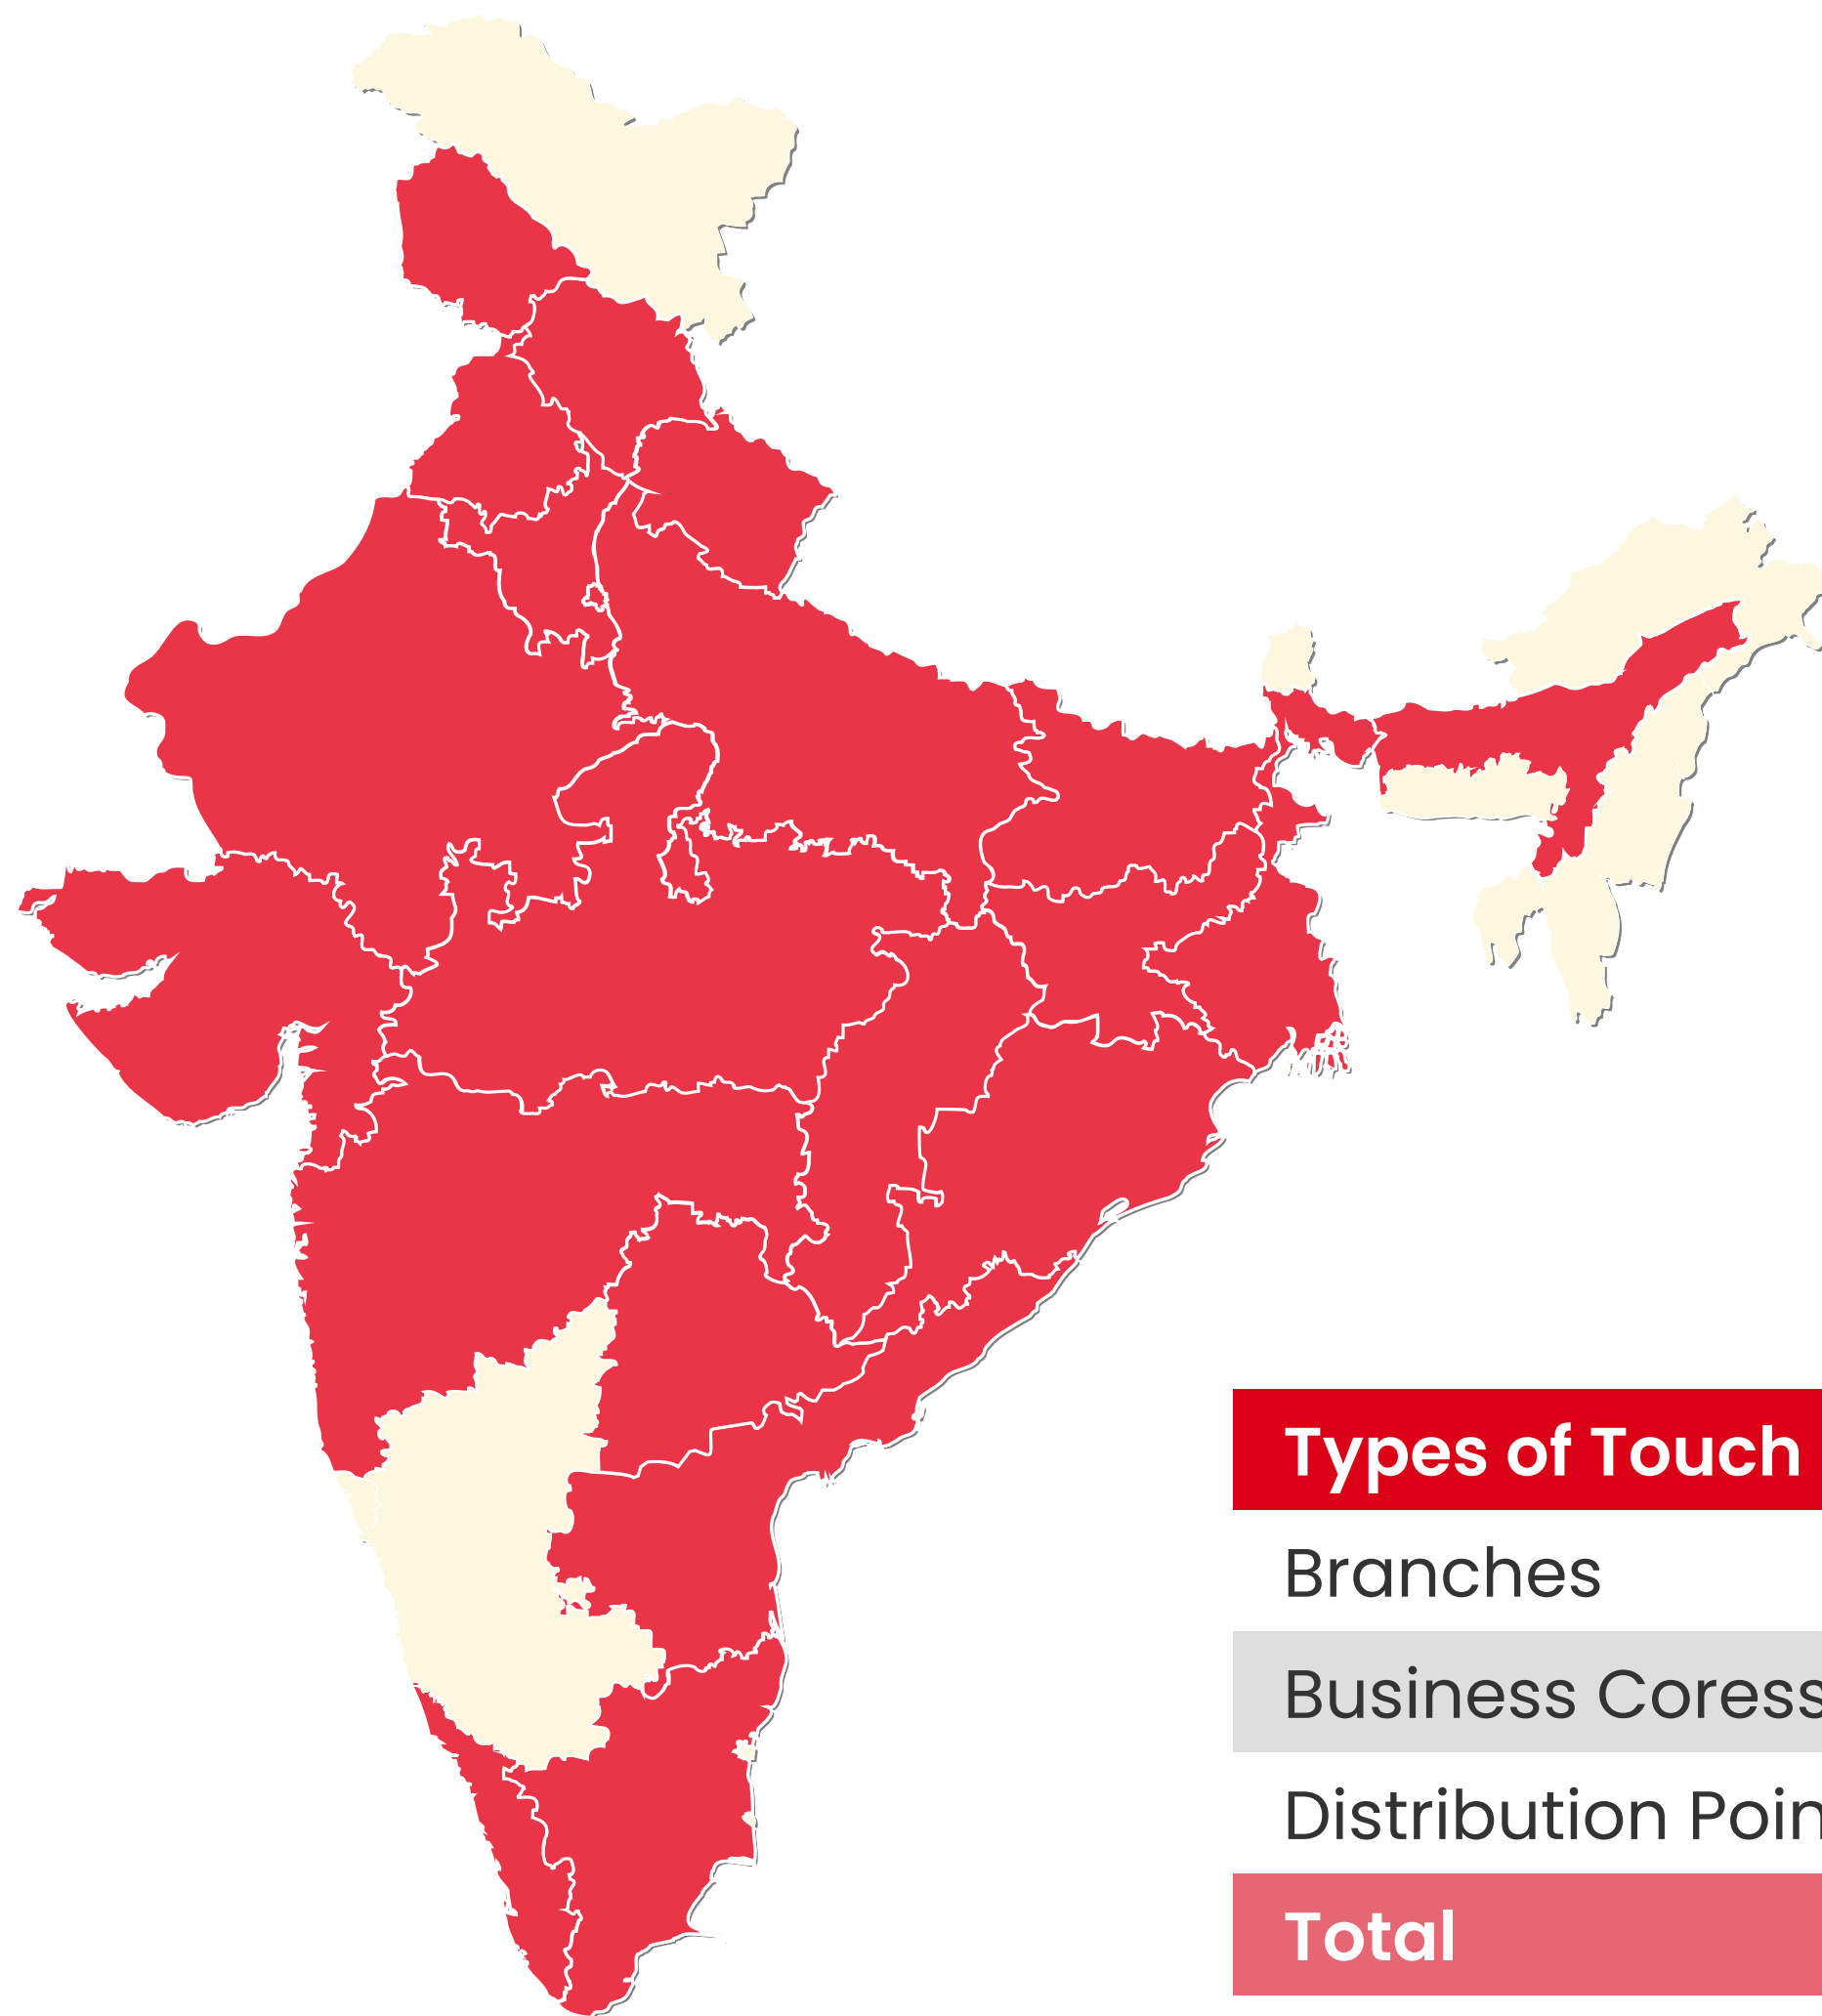 Types of Touch
Branches
Business Coress
Distribution Poin
Total